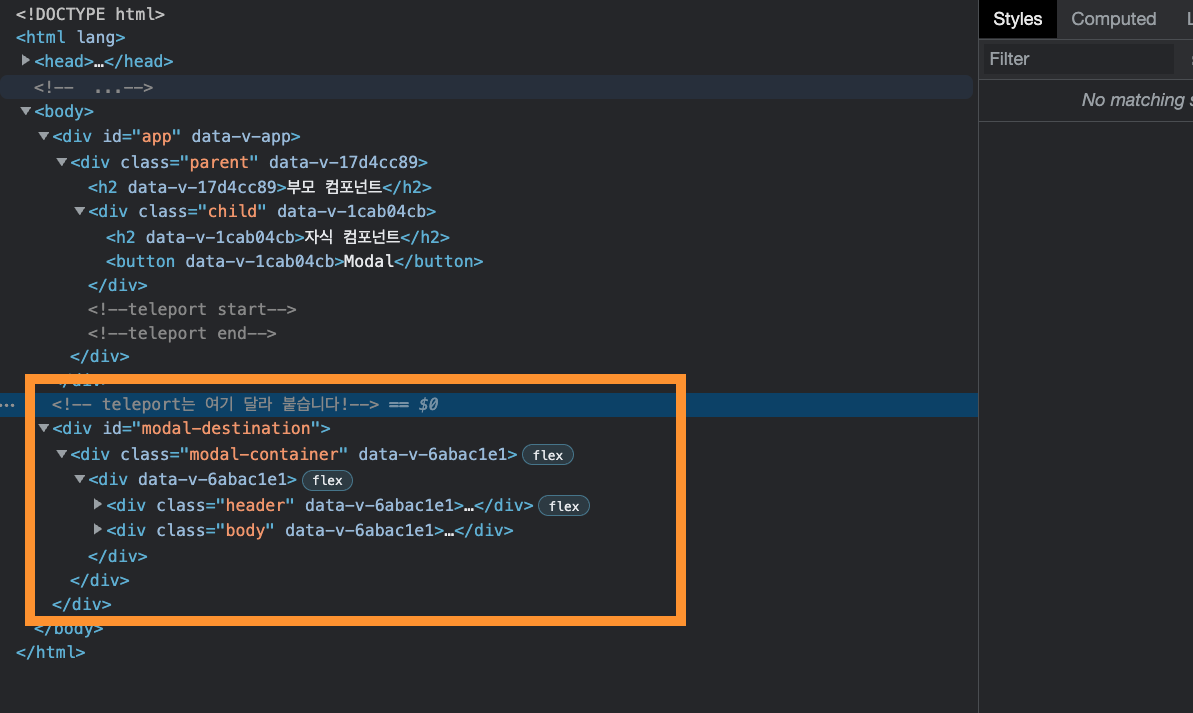 <!DOCTYPE html>
<html lang>
<head>…</head>
<!--  ...-->
<body>
<div id="app" data-v-app>
<div class="parent" data-v-17d4cc89>
<h2 data-v-17d4cc89>부모 컴포넌트</h2>
<div class="child" data-v-1cab04cb>
<h2 data-v-1cab04cb>자식 컴포넌트</h2>
<button data-v-1cab04cb>Modal</button>
</div>
<!--teleport start-->
<!--teleport end-->
</div>
</div>
<!-- teleport는 여기 달라 붙습니다!--> == $0
<div id="modal-destination">
<div class="modal-container" data-v-6abac1e1> flex
<div data-v-6abac1e1> flex
<div class="header" data-v-6abac1e1>…</div> flex
<div class="body" data-v-6abac1e1>…</div>
</div>
</div>
</div>
</body>
</html>
Styles Computed L
Filter
No matching s